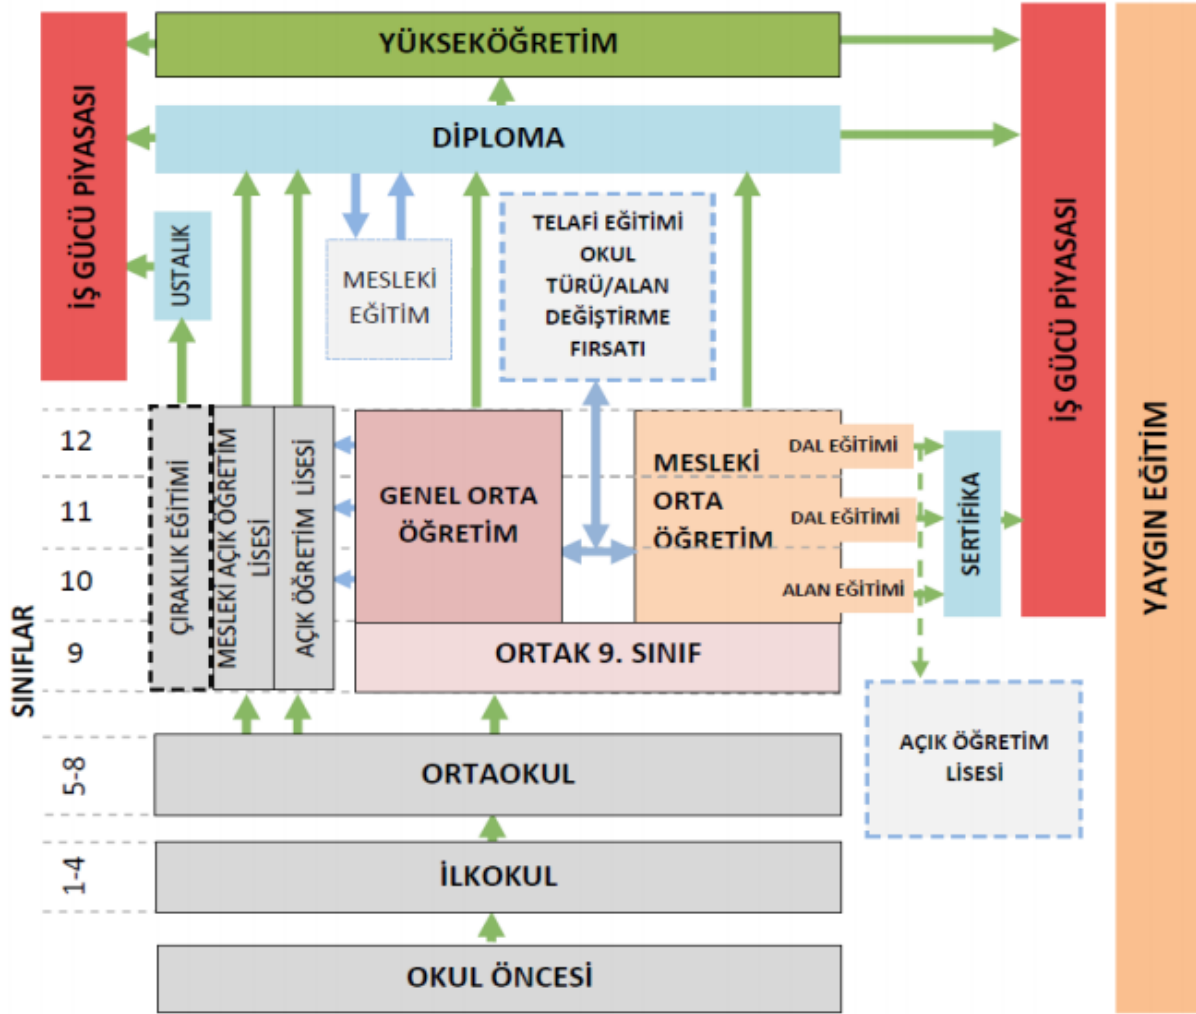 YÜKSEKÖĞRETİM
DİPLOMA
İŞ GÜCÜ PİYASASI
USTALIK
MESLEKİ
EĞİTİM
TELAFİ EĞİTİMİ
OKUL
TÜRÜ/ALAN
DEĞİŞTİRME
FIRSATI
İŞ GÜCÜ PİYASASI
YAYGIN EĞİTİM
SINIFLAR
12
11
10
9
5-8
1-4
ÇIRAKLIK EĞİTİMİ
MESLEKİ AÇIK ÖĞRETİM
LİSESİ
AÇIK ÖĞRETİM LİSESİ
GENEL ORTA
ÖĞRETİM
MESLEKİ
ORTA
ÖĞRETİM
DAL EĞİTİMİ
DAL EĞİTİMİ
ALAN EĞİTİMİ
SERTİFİKA
ORTAK 9. SINIF
AÇIK ÖĞRETİM
LİSESİ
ORTAOKUL
İLKOKUL
OKUL ÖNCESİ